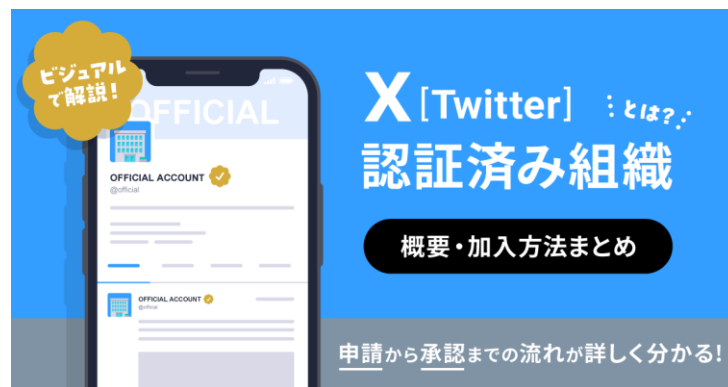 ビジュアル
で解説!
OFFICIAL
OFFICIAL ACCOUNT
@official
OFFICIAL ACCOUNT
@official
X [Twitter] とは?
認証済み組織
概要・加入方法まとめ
申請から承認までの流れが詳しく分かる!